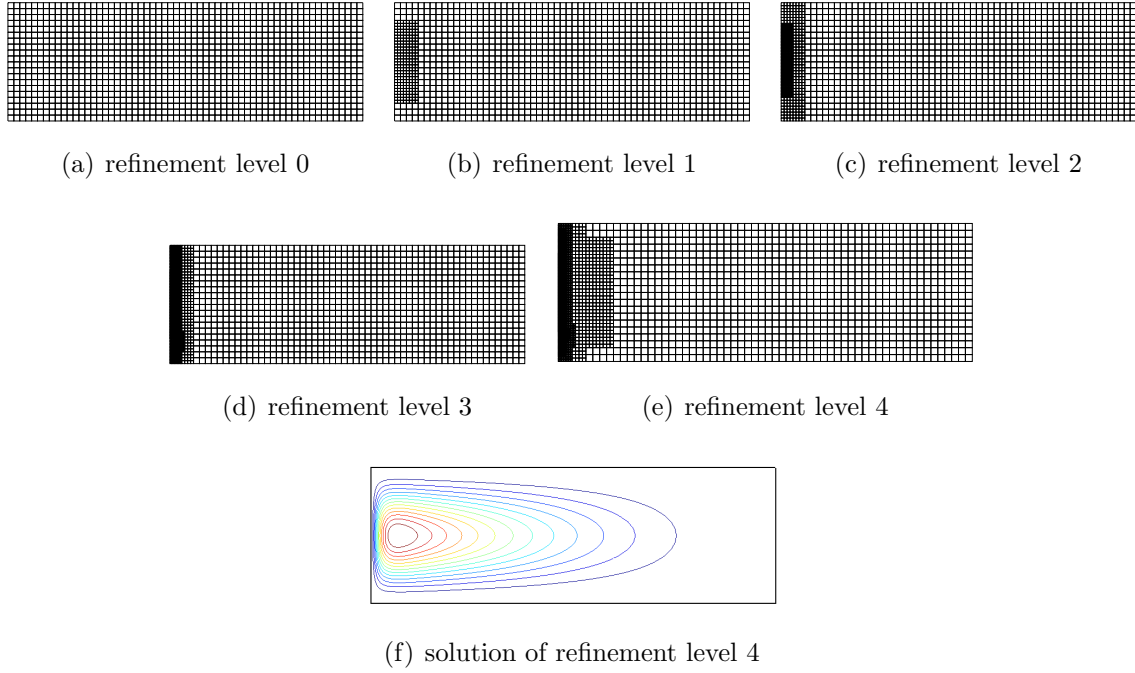 (a) refinement level 0
(b) refinement level 1
(c) refinement level 2
(d) refinement level 3
(e) refinement level 4
(f) solution of refinement level 4